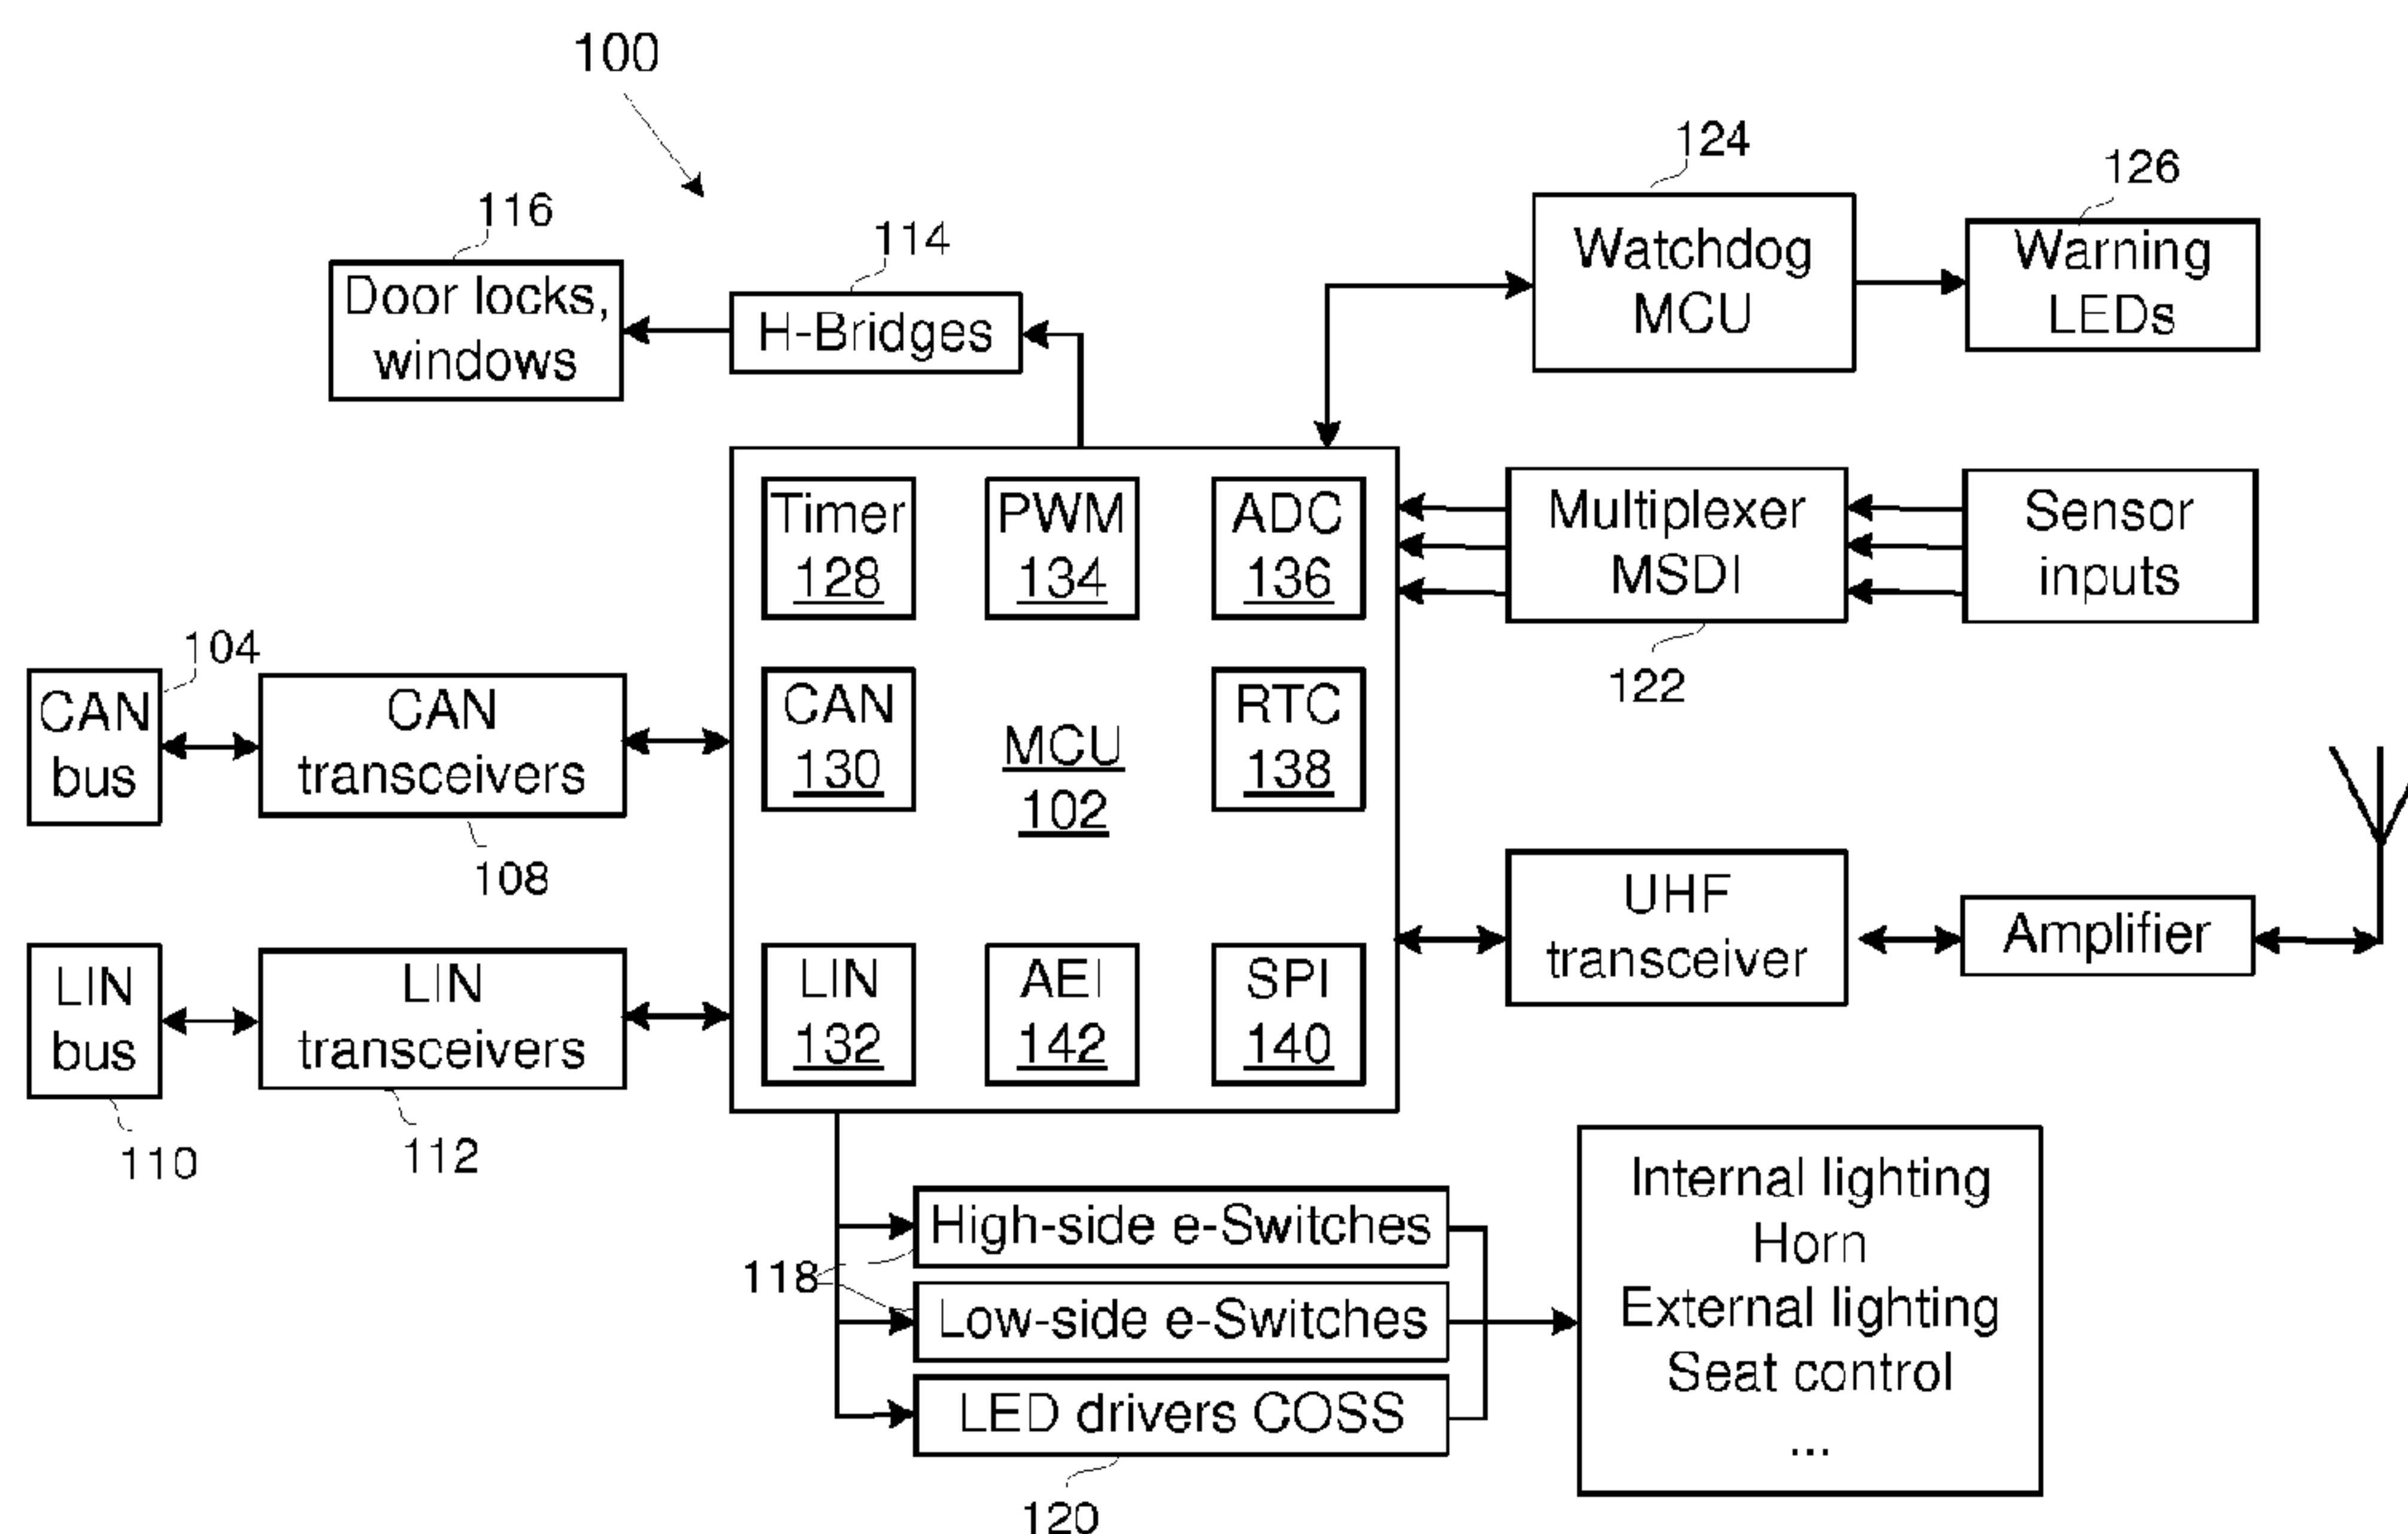 100
124
126
116
114
Watchdog
MCU
Warning
LEDs
Door locks,
windows
H-Bridges
Timer
128
PWM
134
ADC
136
Multiplexer
MSDI
Sensor
inputs
122
104
CAN
bus
CAN
transceivers
108
CAN
130
MCU
102
RTC
138
UHF
transceiver
Amplifier
LIN
bus
LIN
transceivers
110
112
LIN
132
AEI
142
SPI
140
118
High-side e-Switches
Low-side e-Switches
LED drivers COSS
120
Internal lighting
Horn
External lighting
Seat control
...